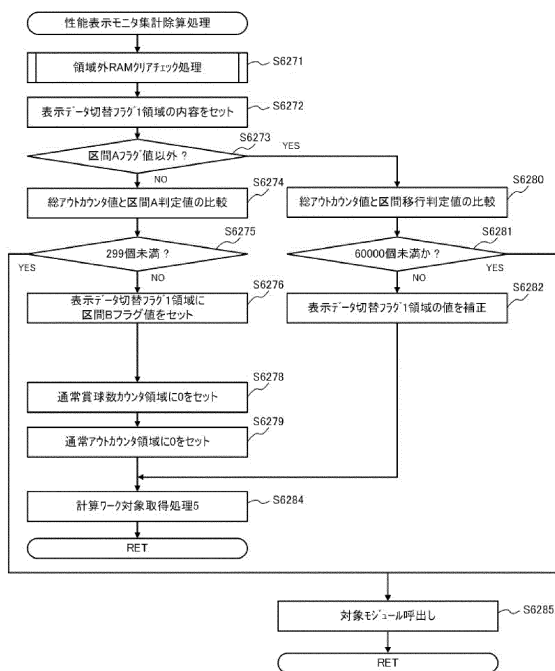 性能表示モニタ集計除算処理
領域外RAMクリアチェック処理
S6271
表示データ切替フラグ1領域の内容をセット
S6272
区間Aフラグ値以外？
S6273
YES
NO
総アウトカウンタ値と区間A判定値の比較
S6274
総アウトカウンタ値と区間移行判定値の比較
S6280
299個未満？
S6275
YES
NO
60000個未満か？
S6281
YES
NO
表示データ切替フラグ1領域に
区間Bフラグ値をセット
S6276
表示データ切替フラグ1領域の値を補正
S6282
通常賞球数カウンタ領域に0をセット
S6278
通常アウトカウンタ領域に0をセット
S6279
計算ワーク対象取得処理5
S6284
RET
対象モジュール呼出し
S6285
RET